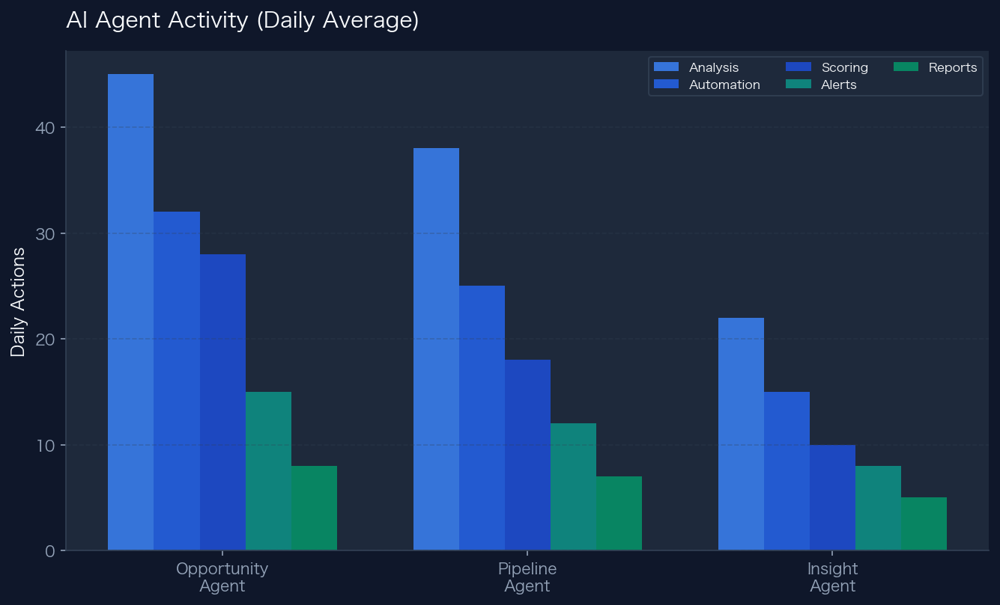 AI Agent Activity (Daily Average)
Analysis
Automation
Scoring
Alerts
Reports
Daily Actions
40
30
20
10
0
Opportunity
Agent
Pipeline
Agent
Insight
Agent